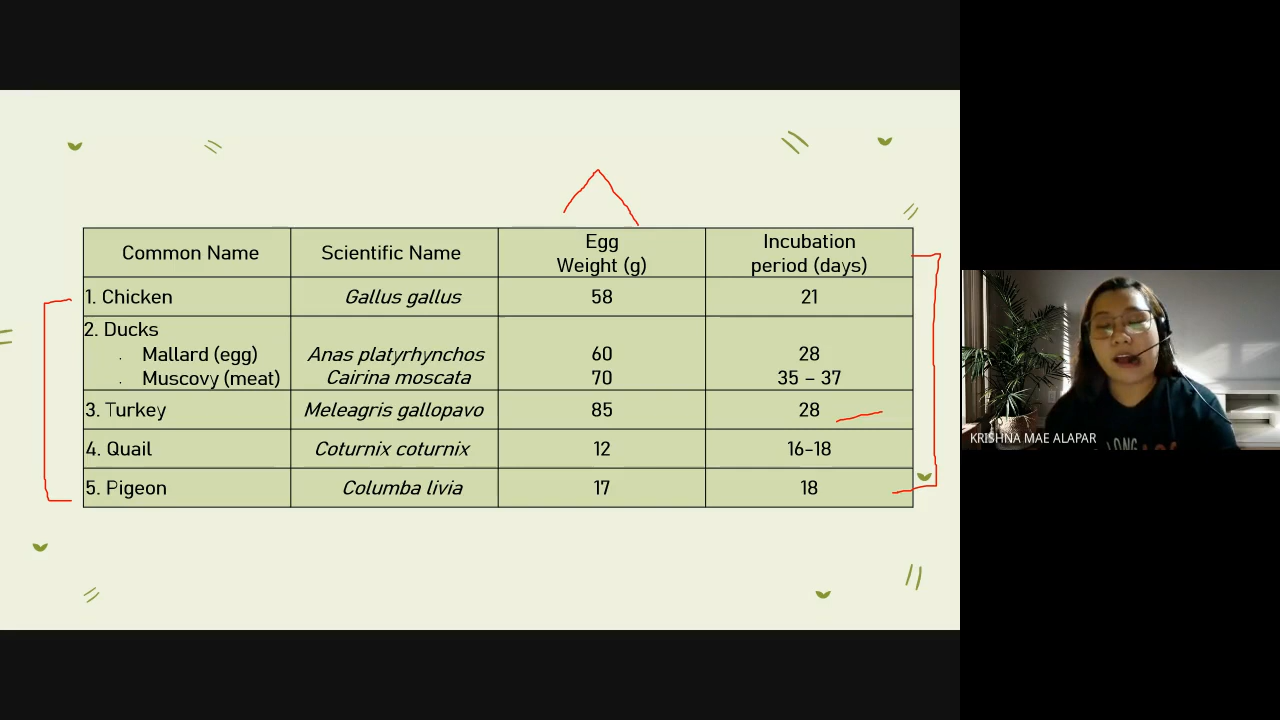 Common Name Scientific Name Egg Weight (g) Incubation period (days)
1. Chicken Gallus gallus 58 21
2. Ducks
· Mallard (egg) Anas platyrhynchos 60 28
· Muscovy (meat) Cairina moscata 70 35 – 37
3. Turkey Meleagris gallopavo 85 28
4. Quail Coturnix coturnix 12 16-18
5. Pigeon Columba livia 17 18
KRISHNA MAE ALAPAR
LONG